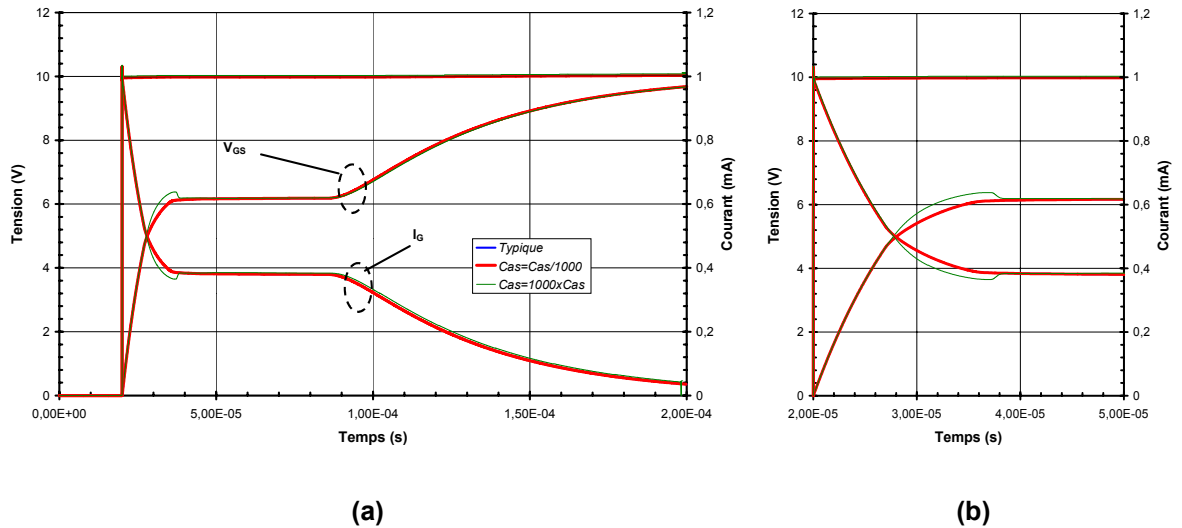 12
10
8
6
4
2
0
Tension (V)
1,2
1
0,8
0,6
0,4
0,2
0
Courant (mA)
0,00E+00 5,00E-05 1,00E-04 1,50E-04 2,00E-04
Temps (s)
VGS
IG
Typique
Cas=Cas/1000
Cas=1000xCas
(a)
12
10
8
6
4
2
0
Tension (V)
1,2
1
0,8
0,6
0,4
0,2
0
Courant (mA)
2,00E-05 3,00E-05 4,00E-05 5,00E-05
Temps (s)
(b)